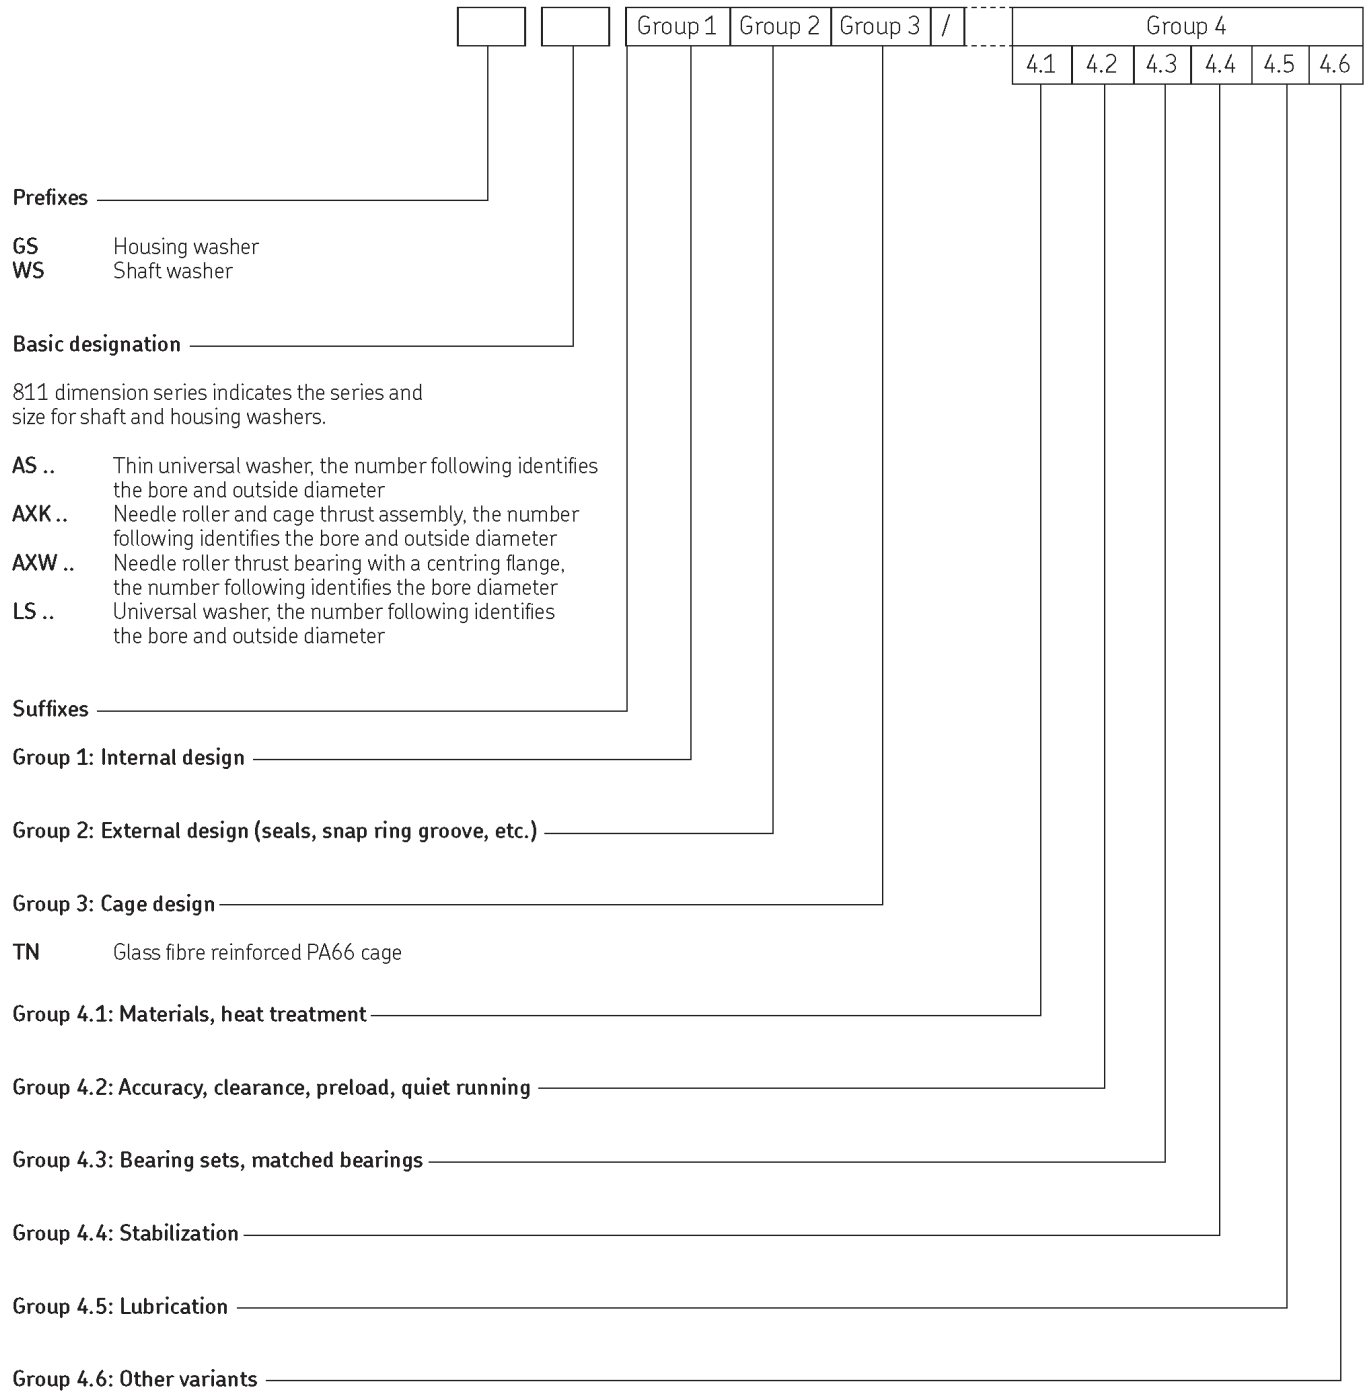 Group 1 Group 2 Group 3 / Group 4
4.1 4.2 4.3 4.4 4.5 4.6
Prefixes
GS Housing washer
WS Shaft washer
Basic designation
811 dimension series indicates the series and
size for shaft and housing washers.
AS .. Thin universal washer, the number following identifies
the bore and outside diameter
AXK .. Needle roller and cage thrust assembly, the number
following identifies the bore and outside diameter
AXW .. Needle roller thrust bearing with a centring flange,
the number following identifies the bore diameter
LS .. Universal washer, the number following identifies
the bore and outside diameter
Suffixes
Group 1: Internal design
Group 2: External design (seals, snap ring groove, etc.)
Group 3: Cage design
TN Glass fibre reinforced PA66 cage
Group 4.1: Materials, heat treatment
Group 4.2: Accuracy, clearance, preload, quiet running
Group 4.3: Bearing sets, matched bearings
Group 4.4: Stabilization
Group 4.5: Lubrication
Group 4.6: Other variants